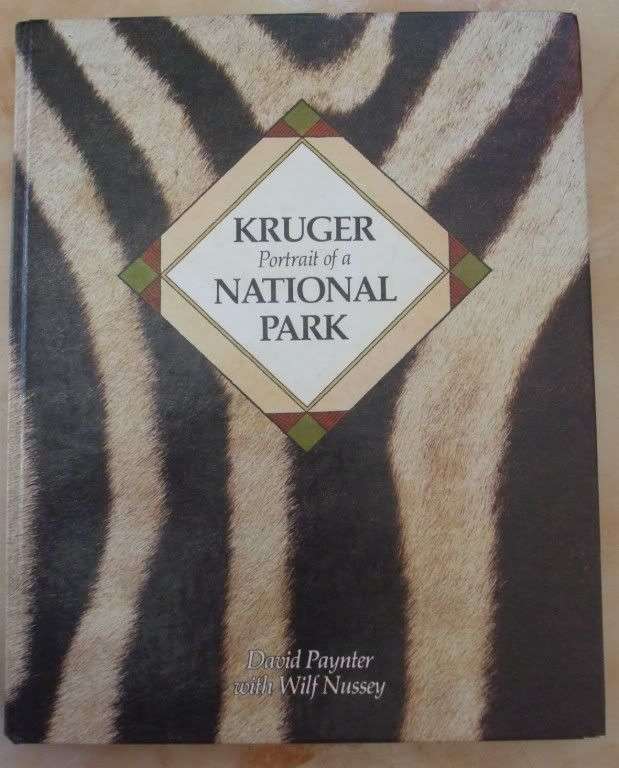 KRUGER
Portrait of a
NATIONAL
PARK
David Paynter
with Wilf Nussey